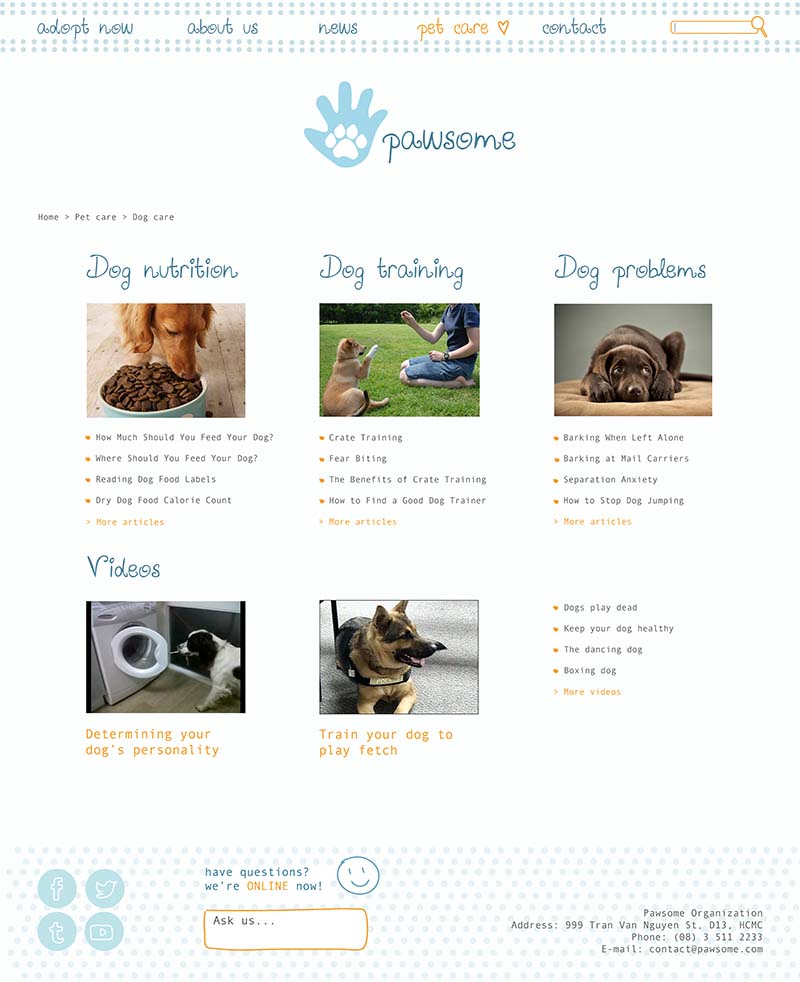 adopt now
about us
news
pet care
contact
pawsome
Home > Pet care > Dog care
Dog nutrition
How Much Should You Feed Your Dog?
Where Should You Feed Your Dog?
Reading Dog Food Labels
Dry Dog Food Calorie Count
> More articles
Dog training
Crate Training
Fear Biting
The Benefits of Crate Training
How to Find a Good Dog Trainer
> More articles
Dog problems
Barking When Left Alone
Barking at Mail Carriers
Separation Anxiety
How to Stop Dog Jumping
> More articles
Videos
Determining your
dog's personality
Train your dog to
play fetch
Dogs play dead
Keep your dog healthy
The dancing dog
Boxing dog
> More videos
have questions?
we're ONLINE now!
Ask us...
Pawsome Organization
Address: 999 Tran Van Nguyen St, D13, HCMC
Phone: (08) 3 511 2233
E-mail: contact@pawsome.com